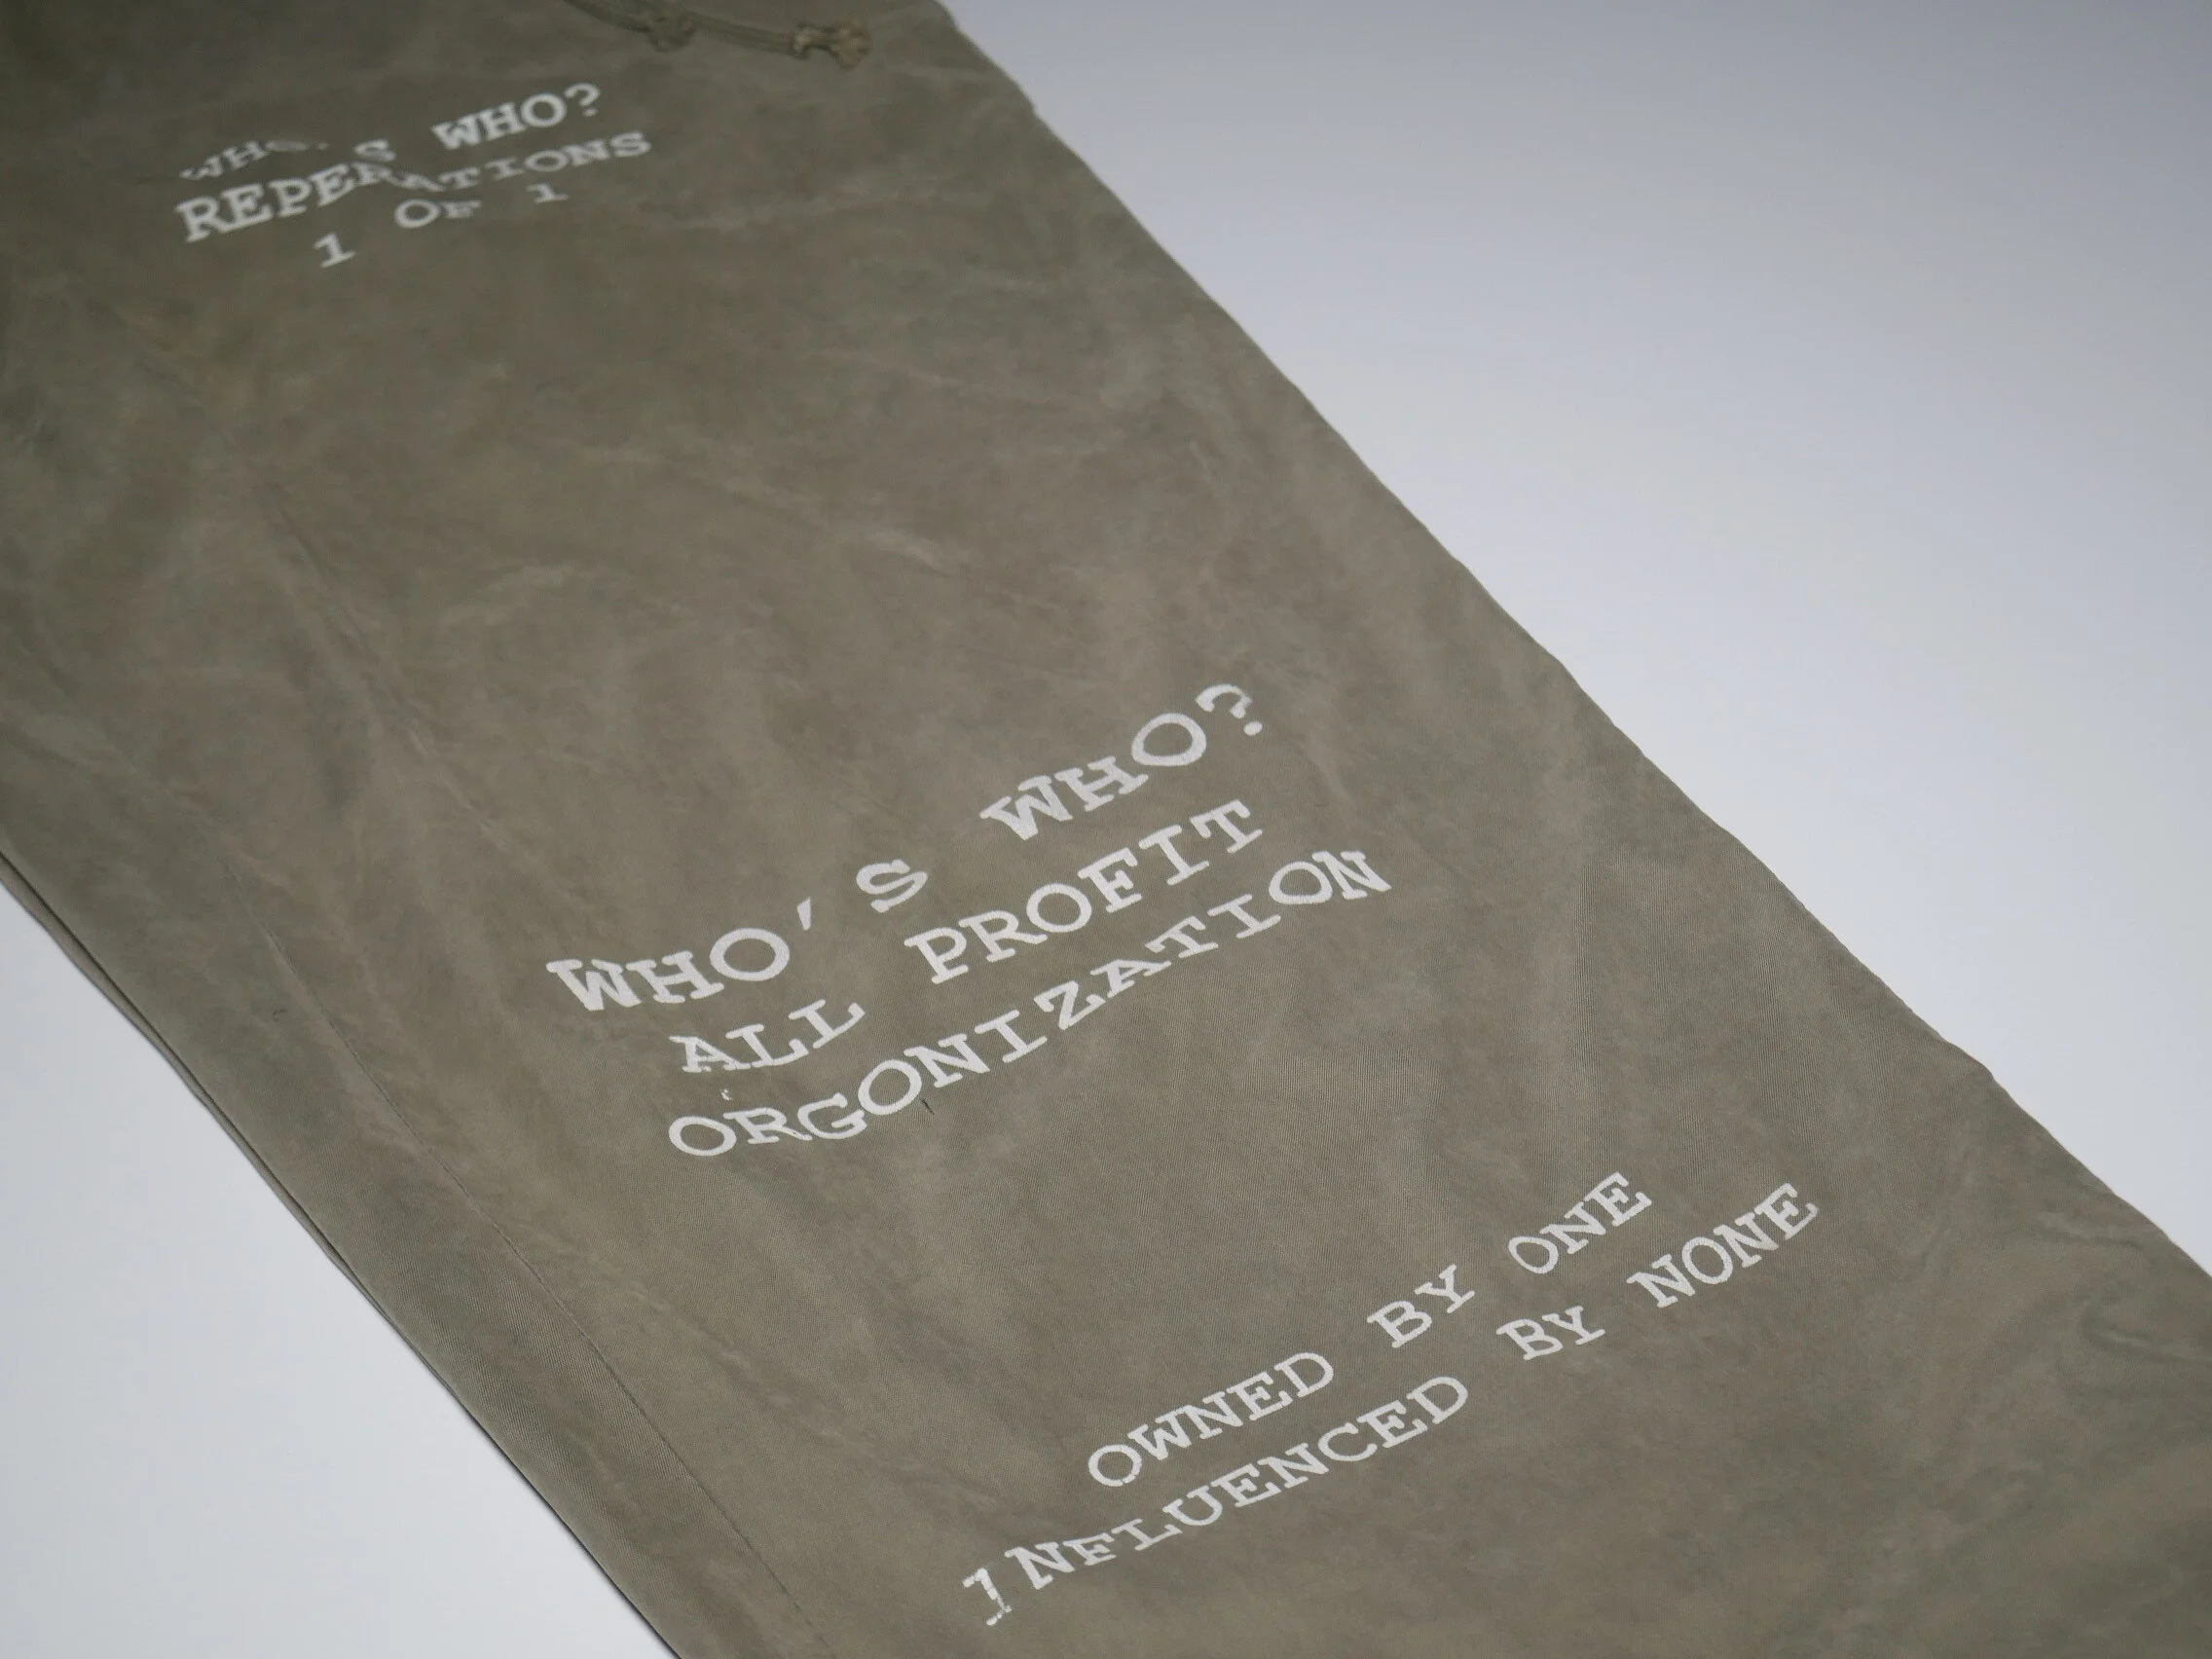 WHO'S WHO?
REPERATIONS
1 OF 1
WHO'S WHO?
ALL PROFIT
ORGONIZATION
OWNED BY ONE
INFLUENCED BY NONE